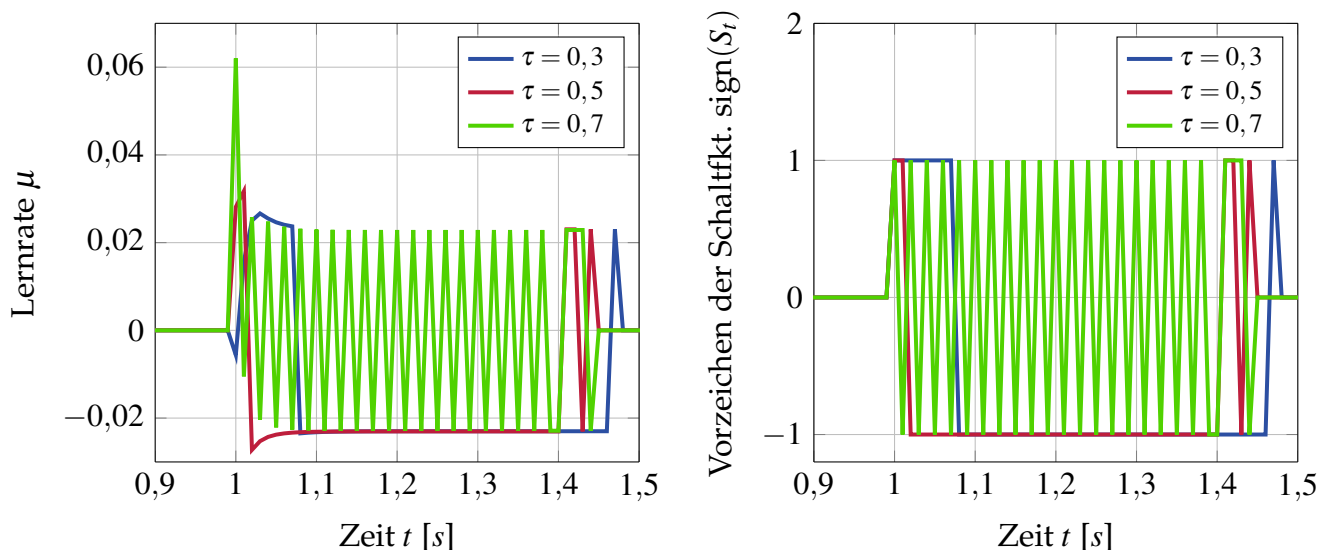 Lernrate μ
0,06
0,04
0,02
0
−0,02
0,9 1 1,1 1,2 1,3 1,4 1,5
Zeit t [s]
τ = 0,3
τ = 0,5
τ = 0,7
Vorzeichen der Schaltfkt. sign(S_t)
2
1
0
−1
0,9 1 1,1 1,2 1,3 1,4 1,5
Zeit t [s]
τ = 0,3
τ = 0,5
τ = 0,7